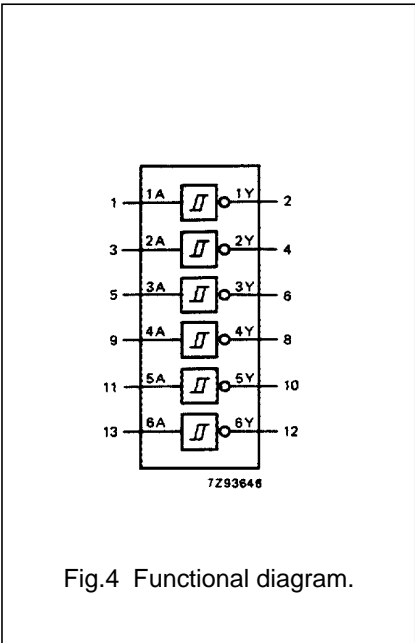 1 1A 1Y 2
3 2A 2Y 4
5 3A 3Y 6
9 4A 4Y 8
11 5A 5Y 10
13 6A 6Y 12
7Z93646
Fig.4 Functional diagram.